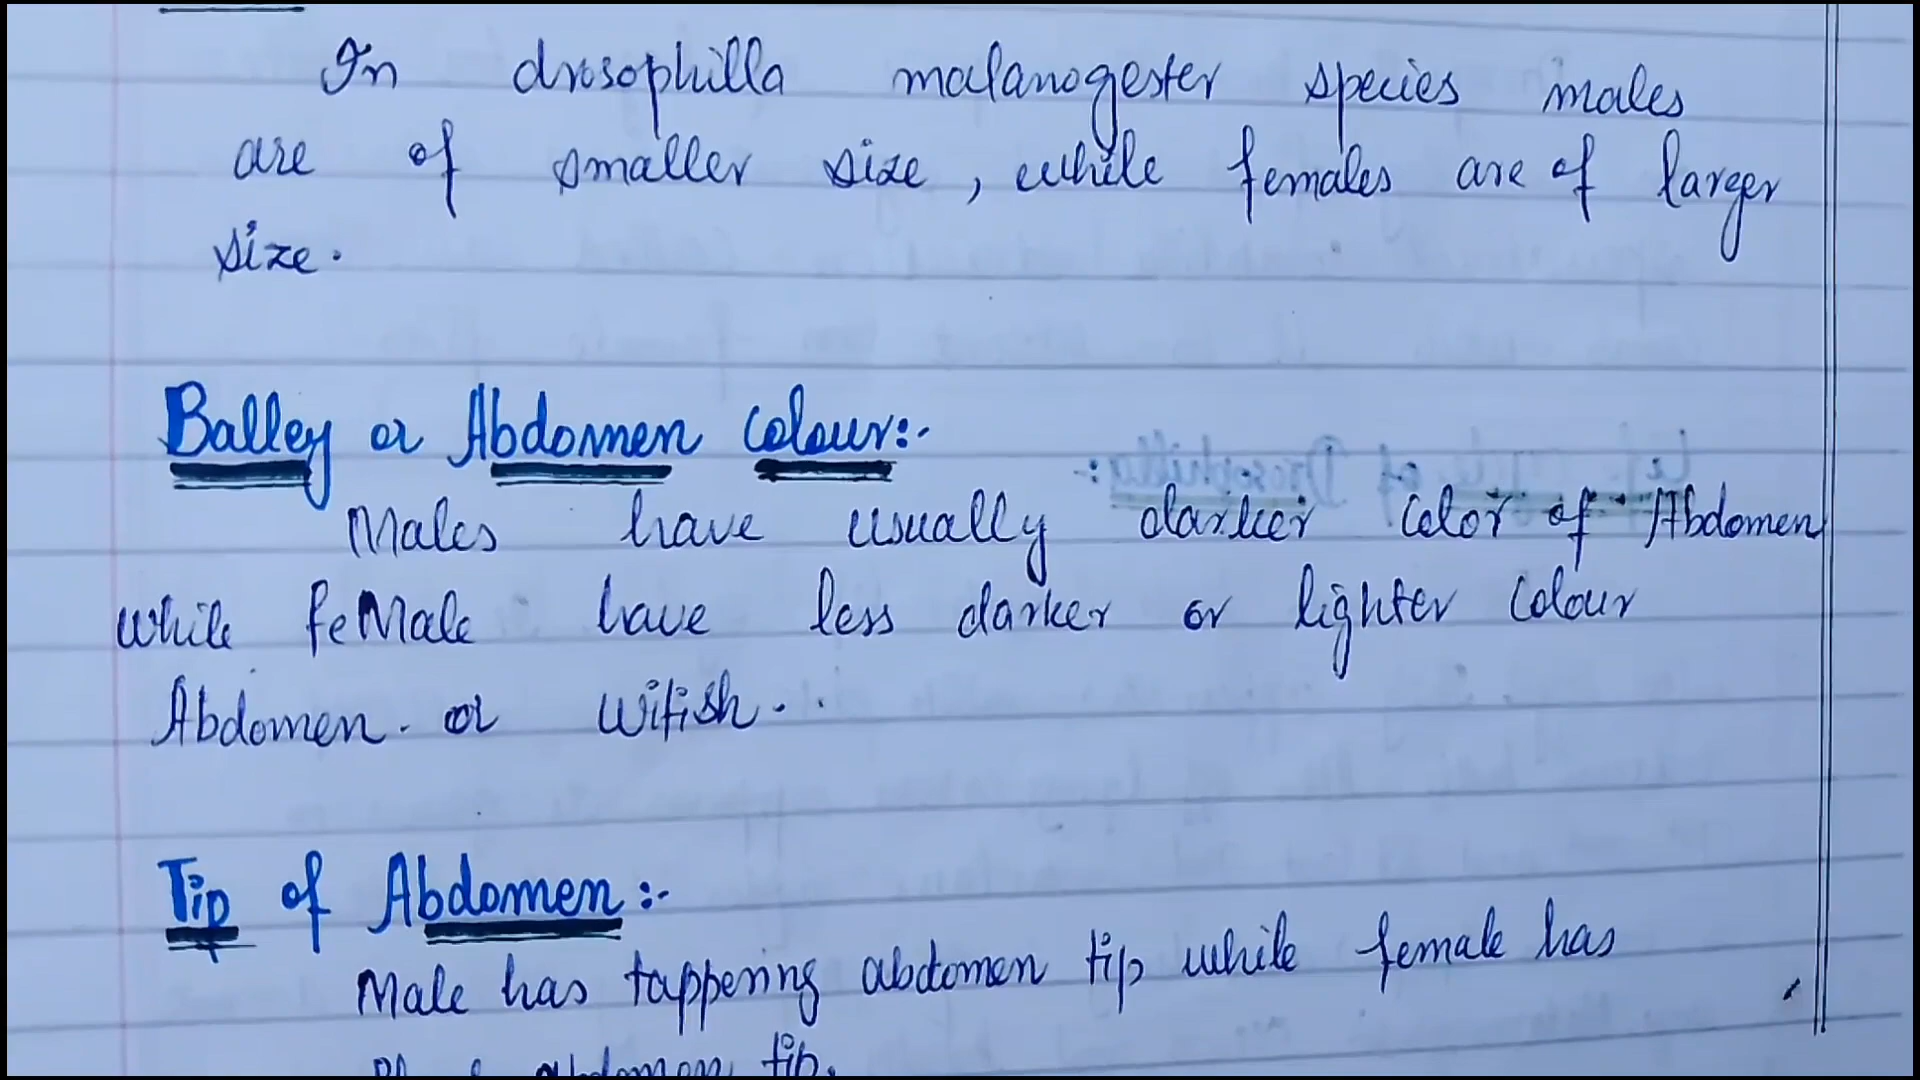 In drosophilla malanogester species males
are of smaller size, while females are of larger
size.
Balley or Abdomen Colour:-
Males have usually darker Color of Abdomen
while feMale have less darker or lighter Colour
Abdomen. or witish.
Tip of Abdomen:-
Male has tappering abdomen tip while female has
abdomen tip.